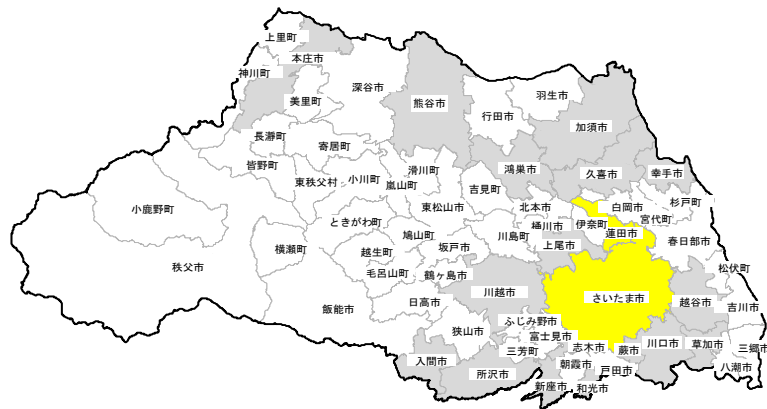 上里町
本庄市
神川町
深谷市
美里町
熊谷市
羽生市
行田市
加須市
長瀞町
寄居町
皆野町
滑川町
鴻巣市
久喜市
幸手市
東秩父村
小川町
嵐山町
吉見町
小鹿野町
東松山市
北本市
白岡市
杉戸町
ときがわ町
桶川市
伊奈町
宮代町
鳩山町
川島町
蓮田市
春日部市
横瀬町
越生町
坂戸市
上尾市
秩父市
毛呂山町
鶴ヶ島市
松伏町
川越市
さいたま市
飯能市
日高市
越谷市
吉川市
ふじみ野市
狭山市
富士見市
三芳町
志木市
蕨市
川口市
草加市
三郷市
入間市
所沢市
朝霞市
戸田市
八潮市
新座市
和光市